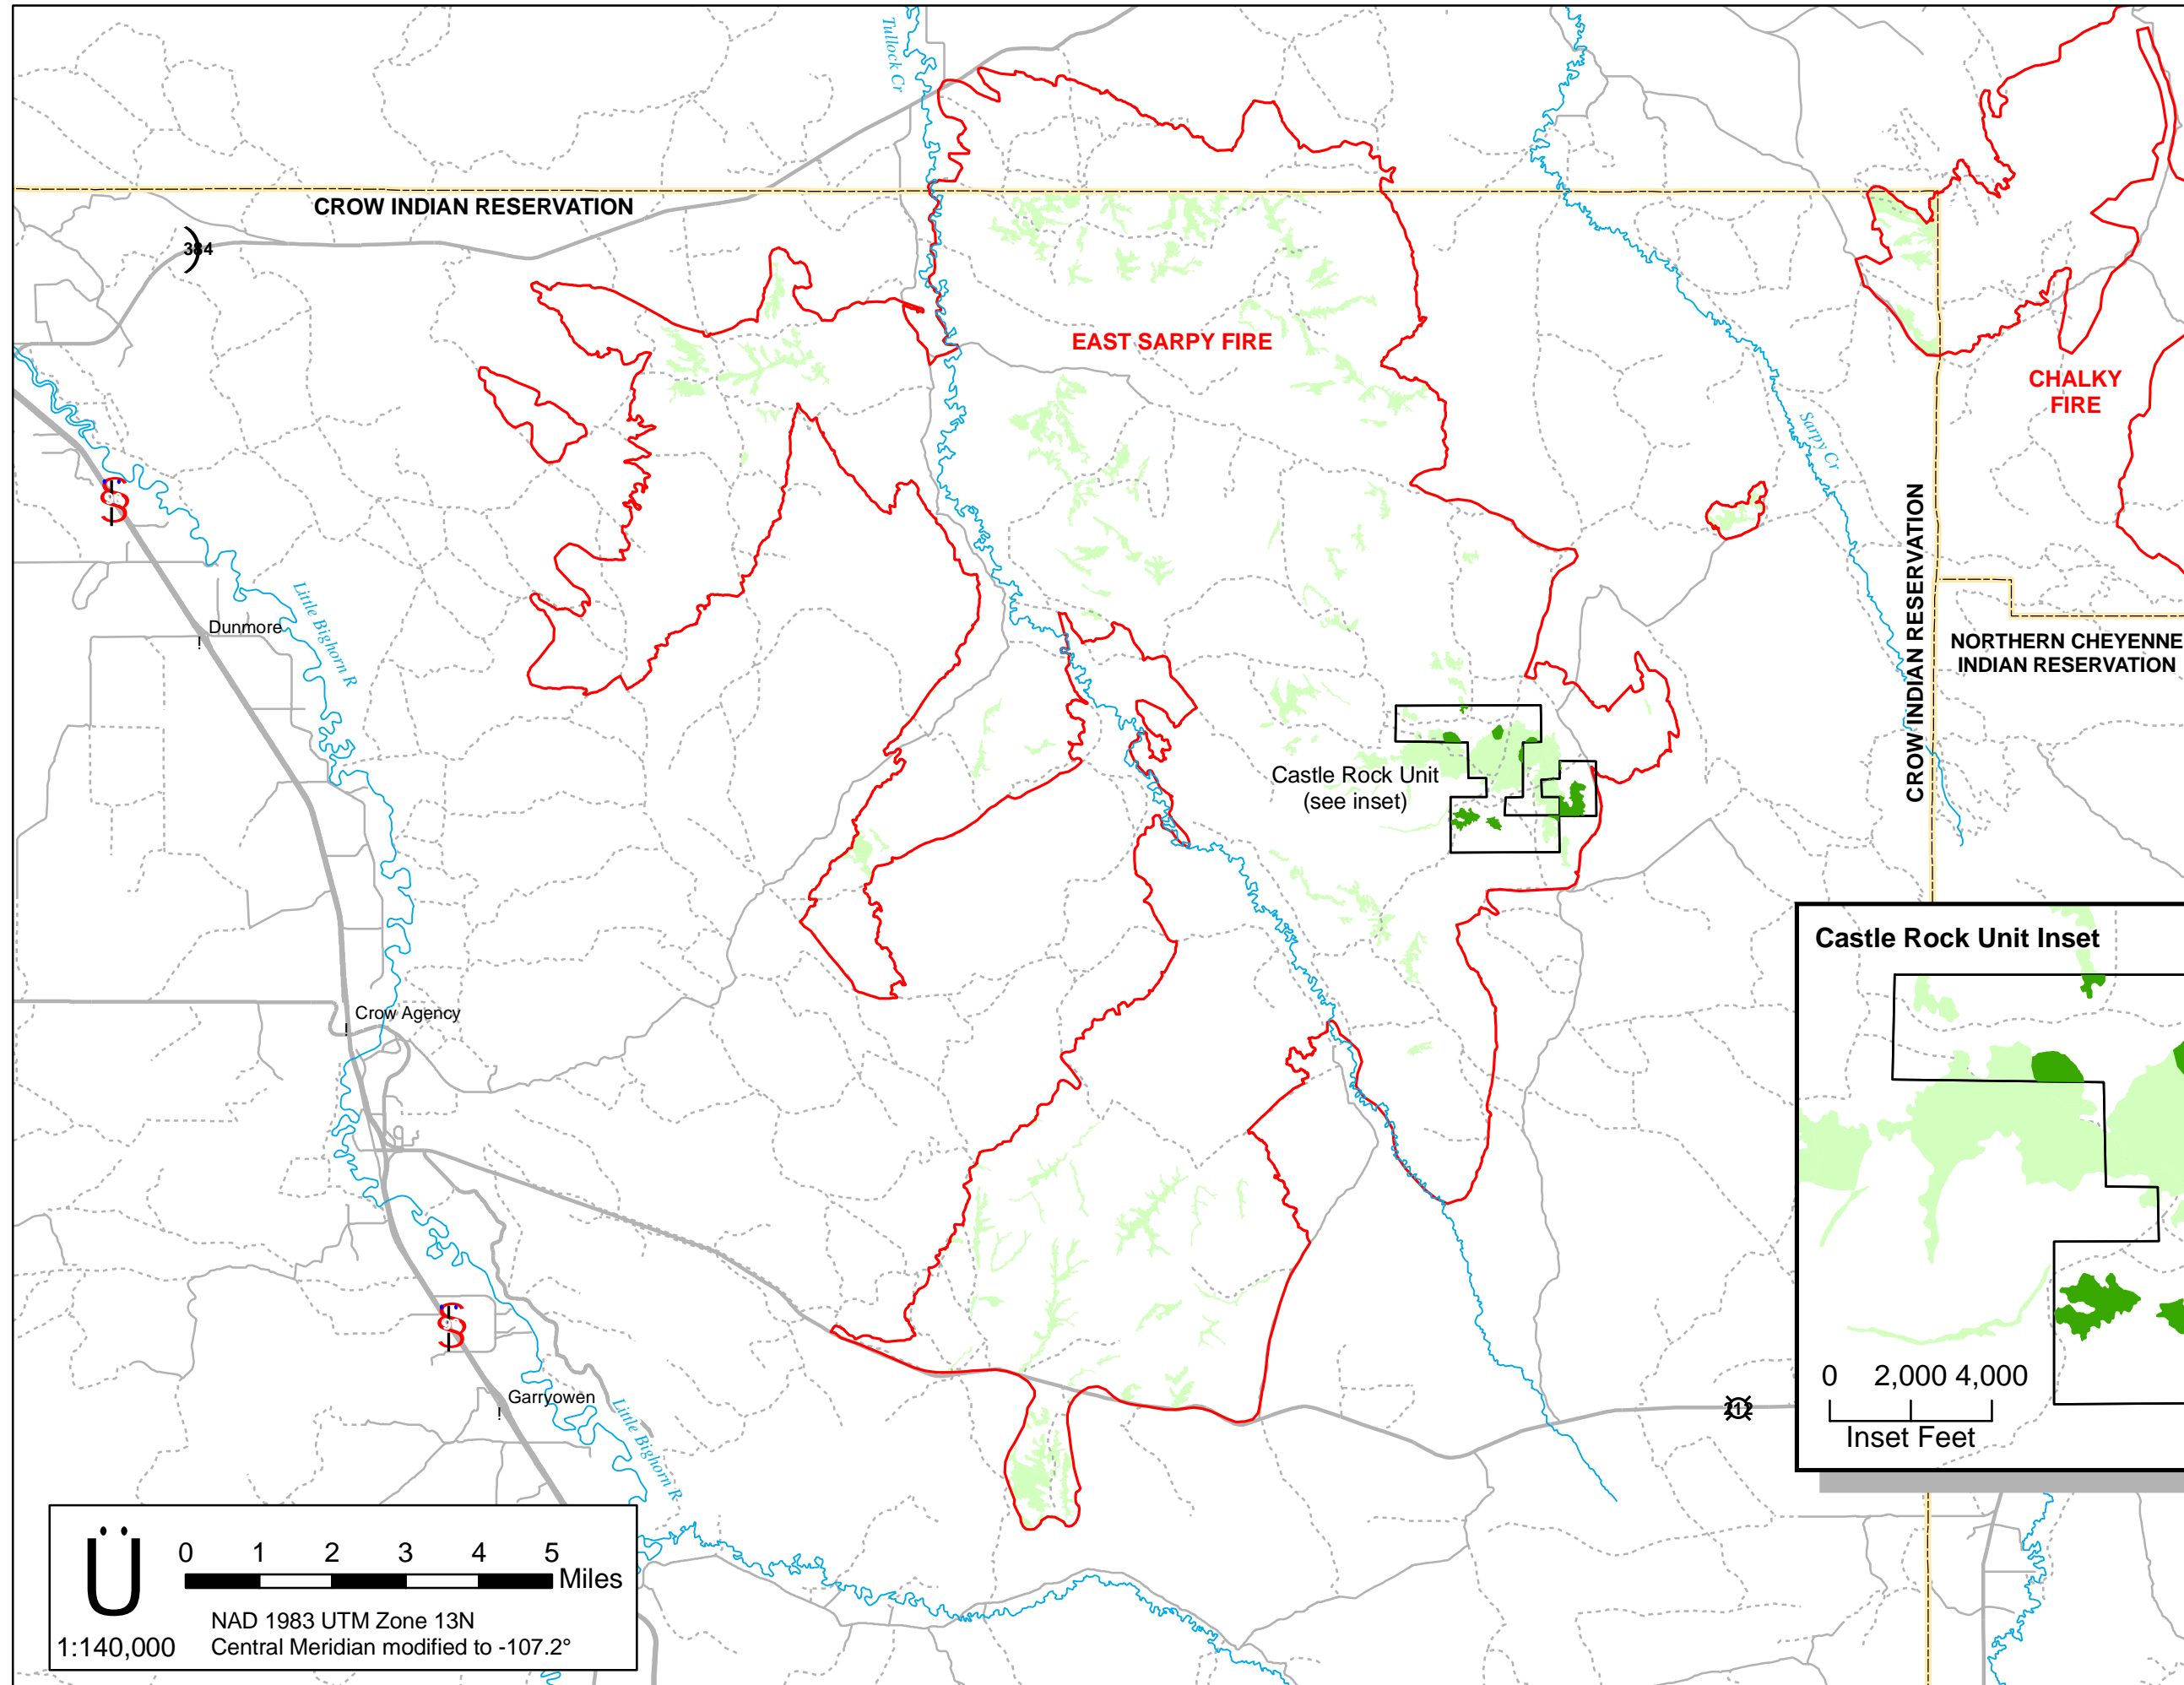 Tullock Cr
CROW INDIAN RESERVATION
384
EAST SARPY FIRE
CHALKY
FIRE
Sarpy Cr
CROW INDIAN RESERVATION
NORTHERN CHEYENNE
INDIAN RESERVATION
Little Bighorn R
Dunmore
Castle Rock Unit
(see inset)
Crow Agency
Garryowen
Little Bighorn R
212
Castle Rock Unit Inset
0 2,000 4,000
Inset Feet
Ü
0 1 2 3 4 5
Miles
NAD 1983 UTM Zone 13N
1:140,000 Central Meridian modified to -107.2°